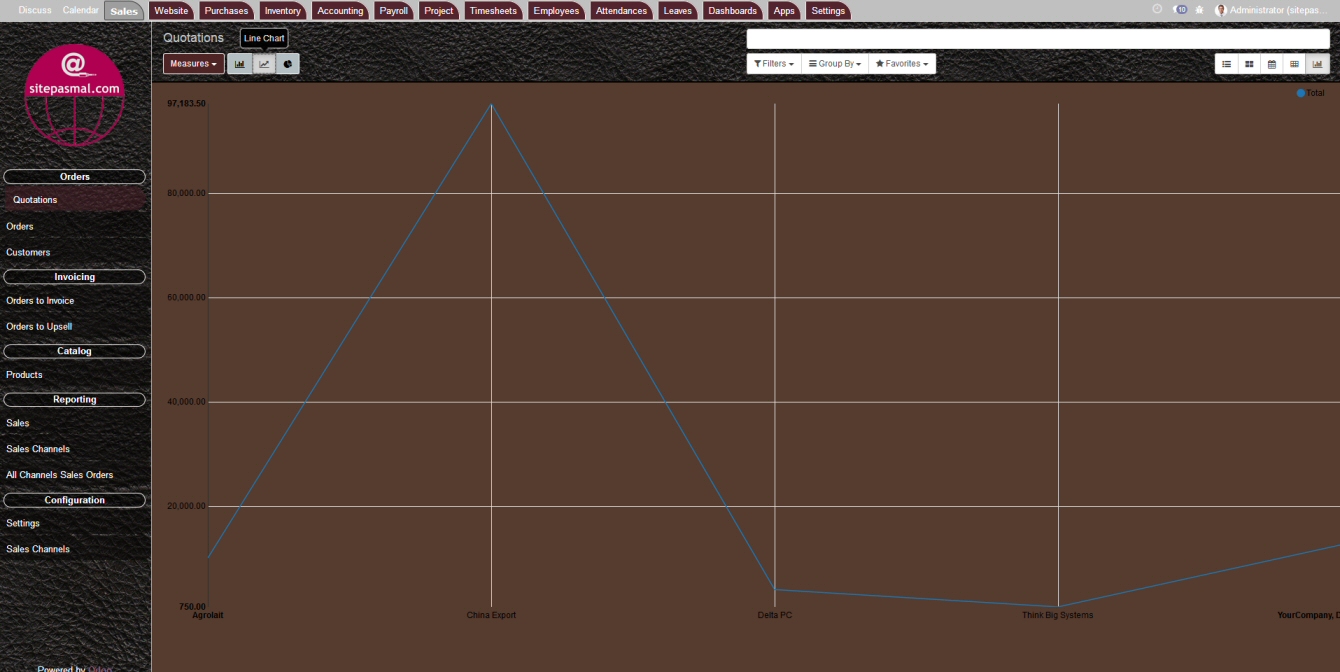 Discuss Calendar Sales Website Purchases Inventory Accounting Payroll Project Timesheets Employees Attendances Leaves Dashboards Apps Settings 10 Administrator (sitepas...
@
sitepasmal.com
Orders
Quotations
Orders
Customers
Invoicing
Orders to Invoice
Orders to Upsell
Catalog
Products
Reporting
Sales
Sales Channels
All Channels Sales Orders
Configuration
Settings
Sales Channels
Powered by Odoo
Quotations
Line Chart
Measures
Filters Group By Favorites
Total
97,183.50
80,000.00
60,000.00
40,000.00
20,000.00
750.00
Agrolait China Export Delta PC Think Big Systems YourCompany, D